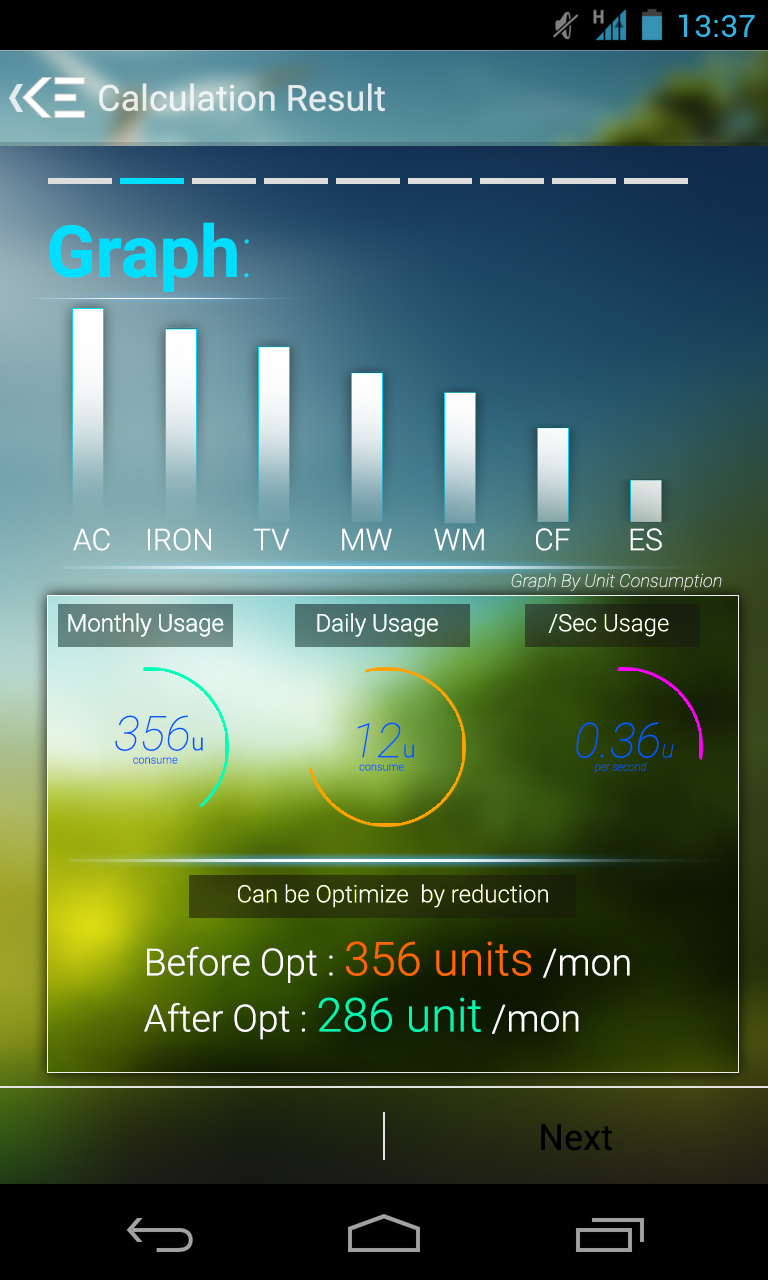 H 13:37
KE Calculation Result
Graph:
AC IRON TV MW WM CF ES
Graph By Unit Consumption
Monthly Usage Daily Usage /Sec Usage
356u 12u 0.36u
consume consume per second
Can be Optimize by reduction
Before Opt : 356 units /mon
After Opt : 286 unit /mon
Next